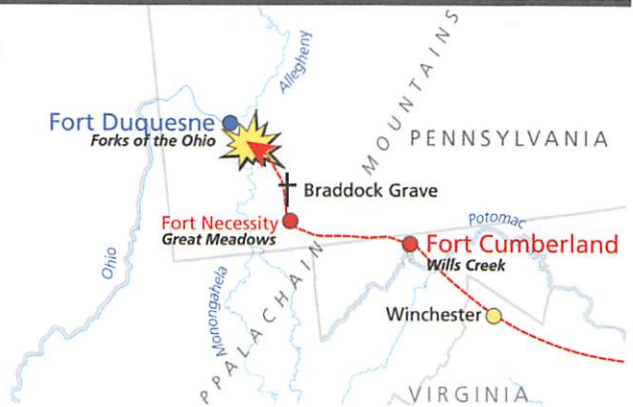 Allegheny
MOUNTAINS
Fort Duquesne
Forks of the Ohio
PENNSYLVANIA
Braddock Grave
Fort Necessity
Great Meadows
Potomac
Fort Cumberland
Wills Creek
Ohio
Monongahela
PPALACHAIN
Winchester
VIRGINIA